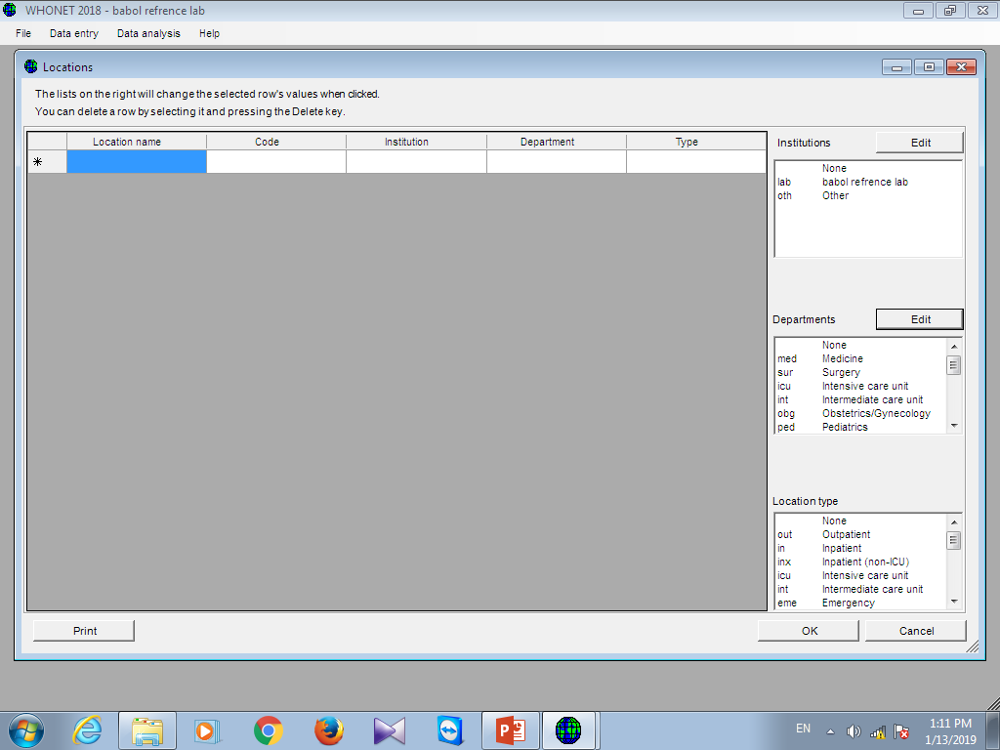 WHONET 2018 - babol refrence lab
File Data entry Data analysis Help
Locations
The lists on the right will change the selected row's values when clicked.
You can delete a row by selecting it and pressing the Delete key.
Location name Code Institution Department Type
Institutions Edit
None
lab babol refrence lab
oth Other
Departments Edit
None
med Medicine
sur Surgery
icu Intensive care unit
int Intermediate care unit
obg Obstetrics/Gynecology
ped Pediatrics
Location type
None
out Outpatient
in Inpatient
inx Inpatient (non-ICU)
icu Intensive care unit
int Intermediate care unit
eme Emergency
Print OK Cancel
EN 1:11 PM
1/13/2019